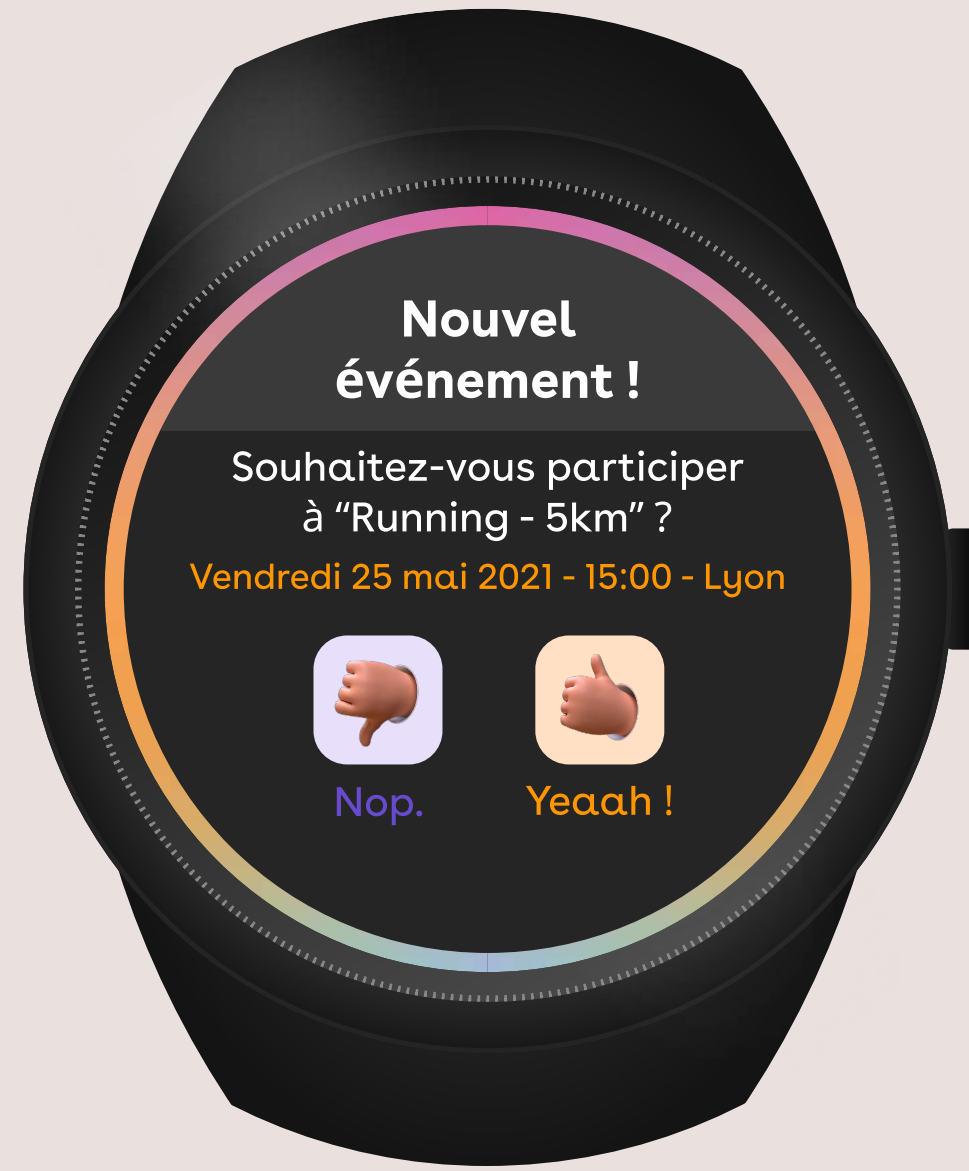 Nouvel
événement !
Souhaitez-vous participer
à “Running - 5km” ?
Vendredi 25 mai 2021 - 15:00 - Lyon
Nop.
Yeaah !